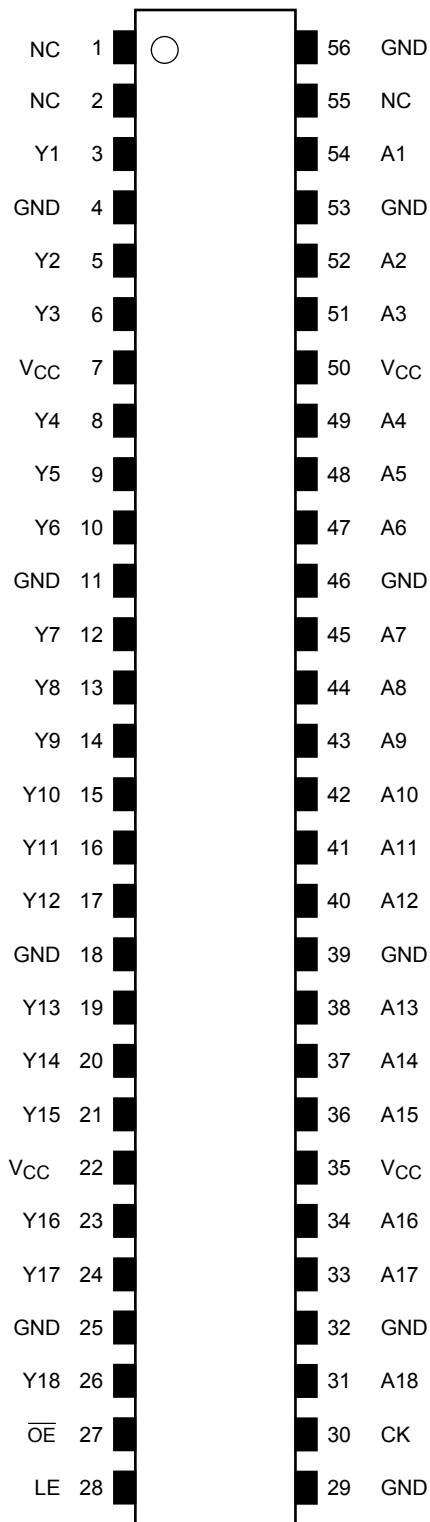 NC 1 56 GND
NC 2 55 NC
Y1 3 54 A1
GND 4 53 GND
Y2 5 52 A2
Y3 6 51 A3
VCC 7 50 VCC
Y4 8 49 A4
Y5 9 48 A5
Y6 10 47 A6
GND 11 46 GND
Y7 12 45 A7
Y8 13 44 A8
Y9 14 43 A9
Y10 15 42 A10
Y11 16 41 A11
Y12 17 40 A12
GND 18 39 GND
Y13 19 38 A13
Y14 20 37 A14
Y15 21 36 A15
VCC 22 35 VCC
Y16 23 34 A16
Y17 24 33 A17
GND 25 32 GND
Y18 26 31 A18
O̅E̅ 27 30 CK
LE 28 29 GND